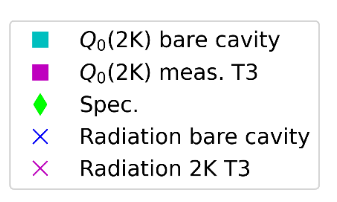 Q₀(2K) bare cavity
Q₀(2K) meas. T3
Spec.
Radiation bare cavity
Radiation 2K T3